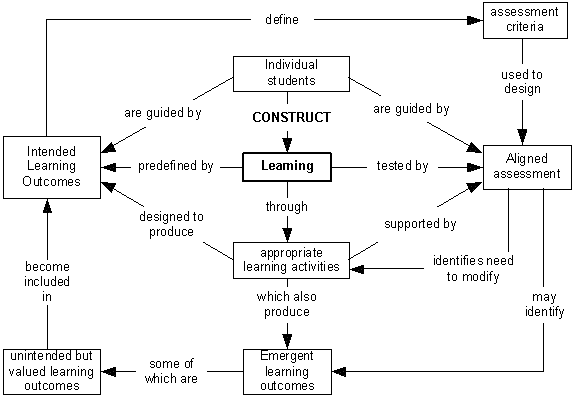 define
assessment
criteria
Individual
students
used to
design
are guided by
CONSTRUCT
are guided by
Intended
Learning
Outcomes
predefined by
Learning
tested by
Aligned
assessment
designed to
produce
through
supported by
appropriate
learning activities
identifies need
to modify
become
included
in
which also
produce
may
identify
unintended but
valued learning
outcomes
some of
which are
Emergent
learning
outcomes